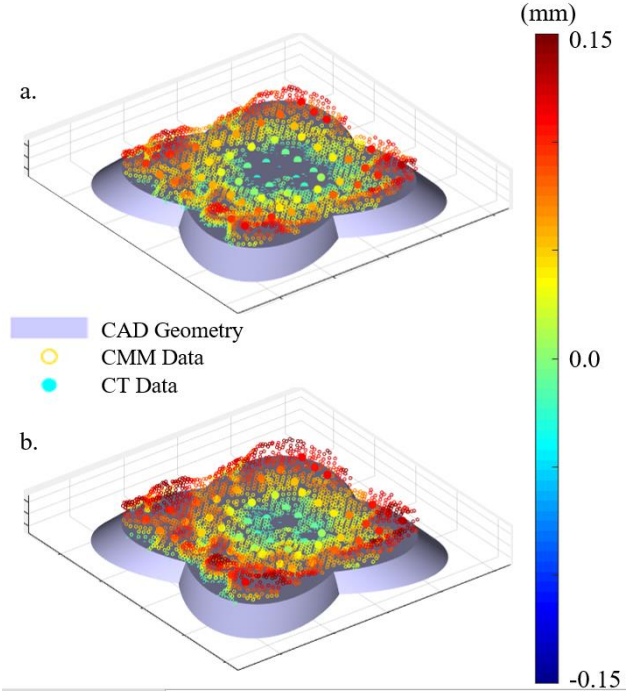 (mm)
0.15
a.
CAD Geometry
CMM Data
CT Data
0.0
b.
-0.15